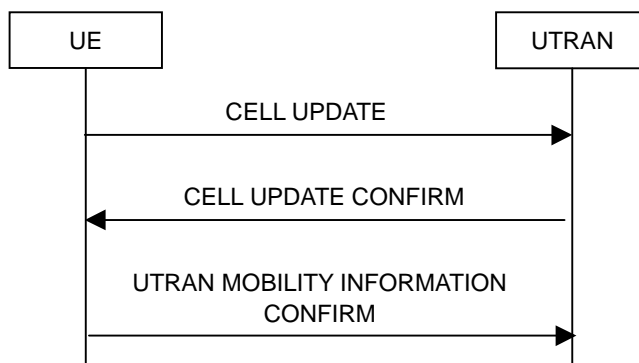 UE
UTRAN
CELL UPDATE
CELL UPDATE CONFIRM
UTRAN MOBILITY INFORMATION
CONFIRM